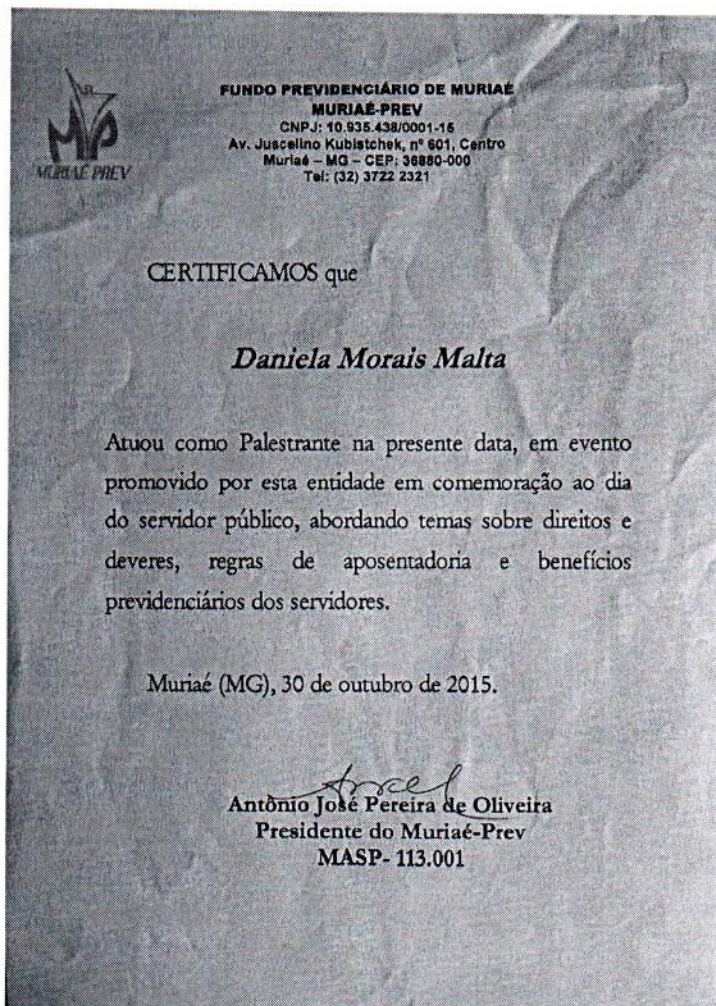 FUNDO PREVIDENCIÁRIO DE MURIAÉ
MURIAÉ-PREV
CNPJ: 10.935.438/0001-15
Av. Juscelino Kubistchek, nº 601, Centro
Muriaé – MG – CEP: 36880-000
Tel: (32) 3722 2321
MURIAÉ PREV
CERTIFICAMOS que
Daniela Morais Malta
Atuou como Palestrante na presente data, em evento
promovido por esta entidade em comemoração ao dia
do servidor público, abordando temas sobre direitos e
deveres, regras de aposentadoria e benefícios
previdenciários dos servidores.
Muriaé (MG), 30 de outubro de 2015.
Antônio José Pereira de Oliveira
Presidente do Muriaé-Prev
MASP- 113.001